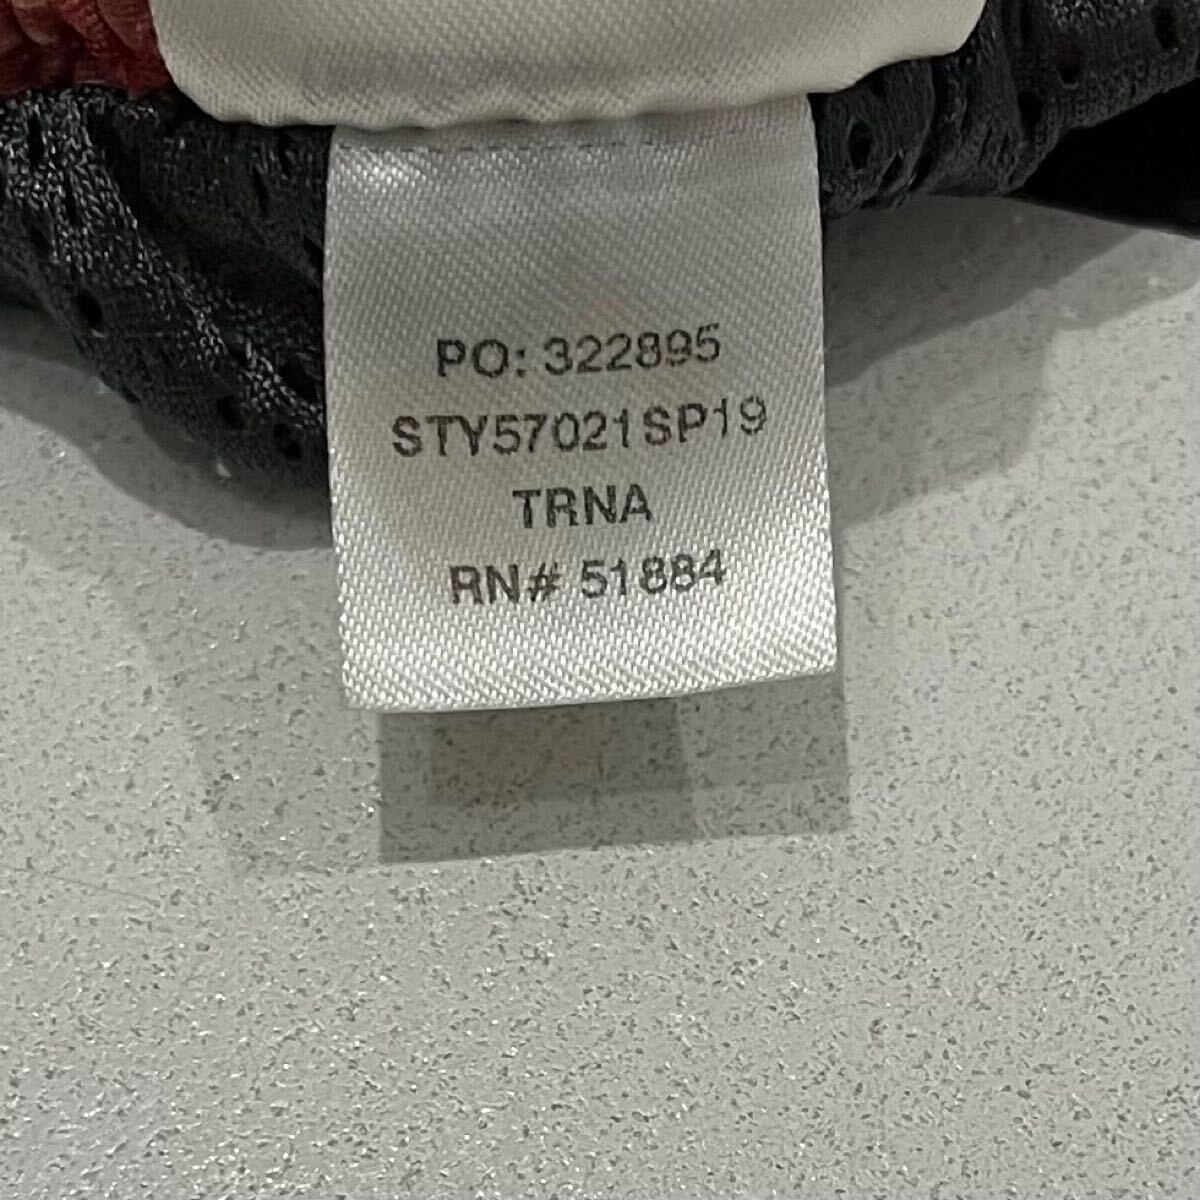 PO: 322895
STY57021SP19
TRNA
RN# 51884